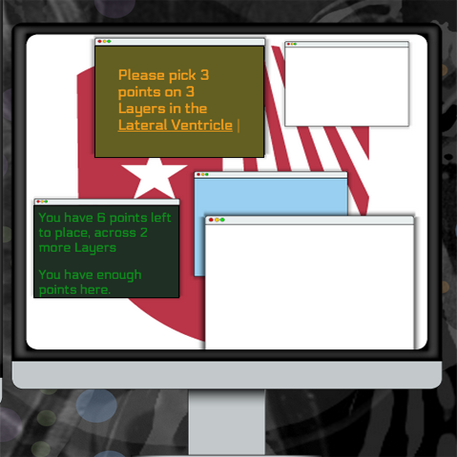 Please pick 3
points on 3
Layers in the
Lateral Ventricle |
You have 6 points left
to place, across 2
more Layers
You have enough
points here.